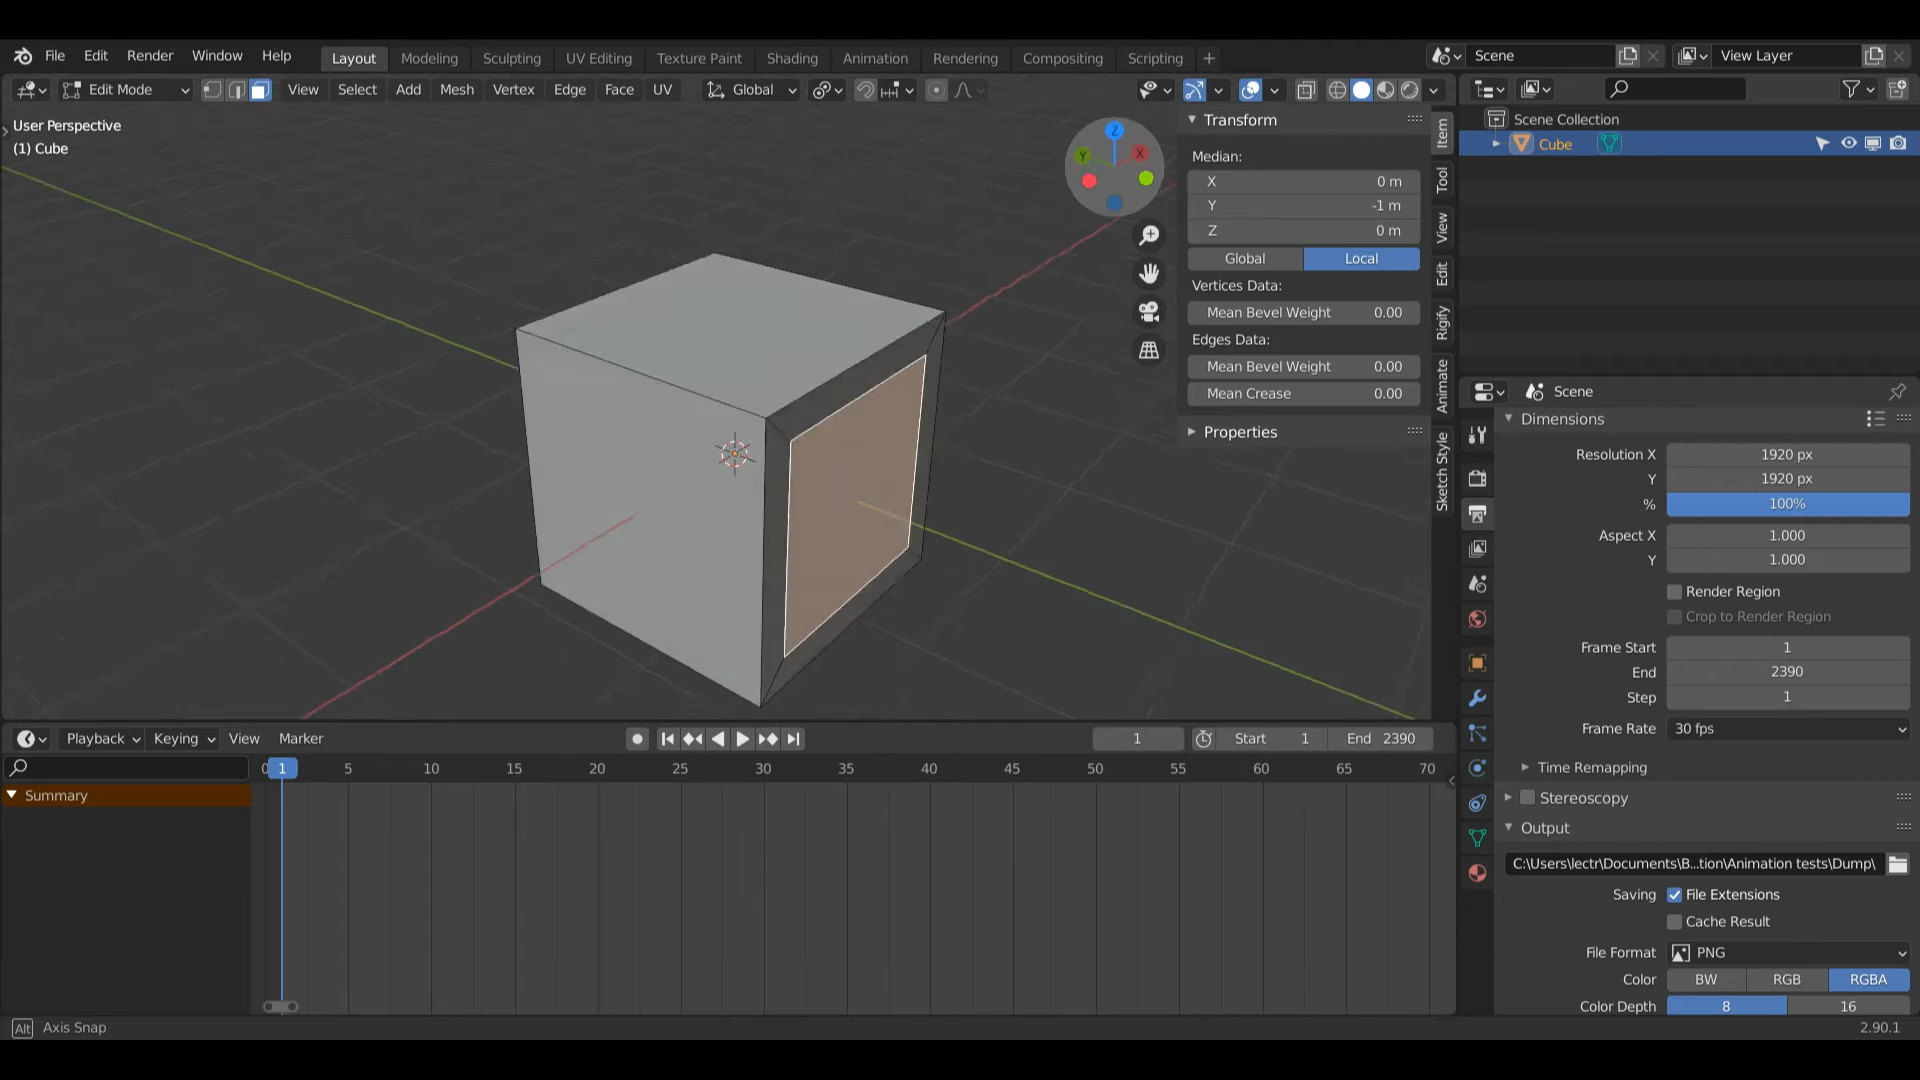 File Edit Render Window Help Layout Modeling Sculpting UV Editing Texture Paint Shading Animation Rendering Compositing Scripting + Scene View Layer
Edit Mode View Select Add Mesh Vertex Edge Face UV Global
User Perspective
(1) Cube
Z
Y
X
Transform
Median:
X 0 m
Y -1 m
Z 0 m
Global Local
Vertices Data:
Mean Bevel Weight 0.00
Edges Data:
Mean Bevel Weight 0.00
Mean Crease 0.00
Properties
Item
Tool
View
Edit
Rigify
Animate
Sketch Style
Scene Collection
Cube
Scene
Dimensions
Resolution X 1920 px
Y 1920 px
% 100%
Aspect X 1.000
Y 1.000
Render Region
Crop to Render Region
Frame Start 1
End 2390
Step 1
Frame Rate 30 fps
Time Remapping
Stereoscopy
Output
C:\Users\lectr\Documents\B...tion\Animation tests\Dump\
Saving File Extensions
Cache Result
File Format PNG
Color BW RGB RGBA
Color Depth 8 16
Playback Keying View Marker 1 Start 1 End 2390
0 1 5 10 15 20 25 30 35 40 45 50 55 60 65 70
Summary
Alt Axis Snap
2.90.1